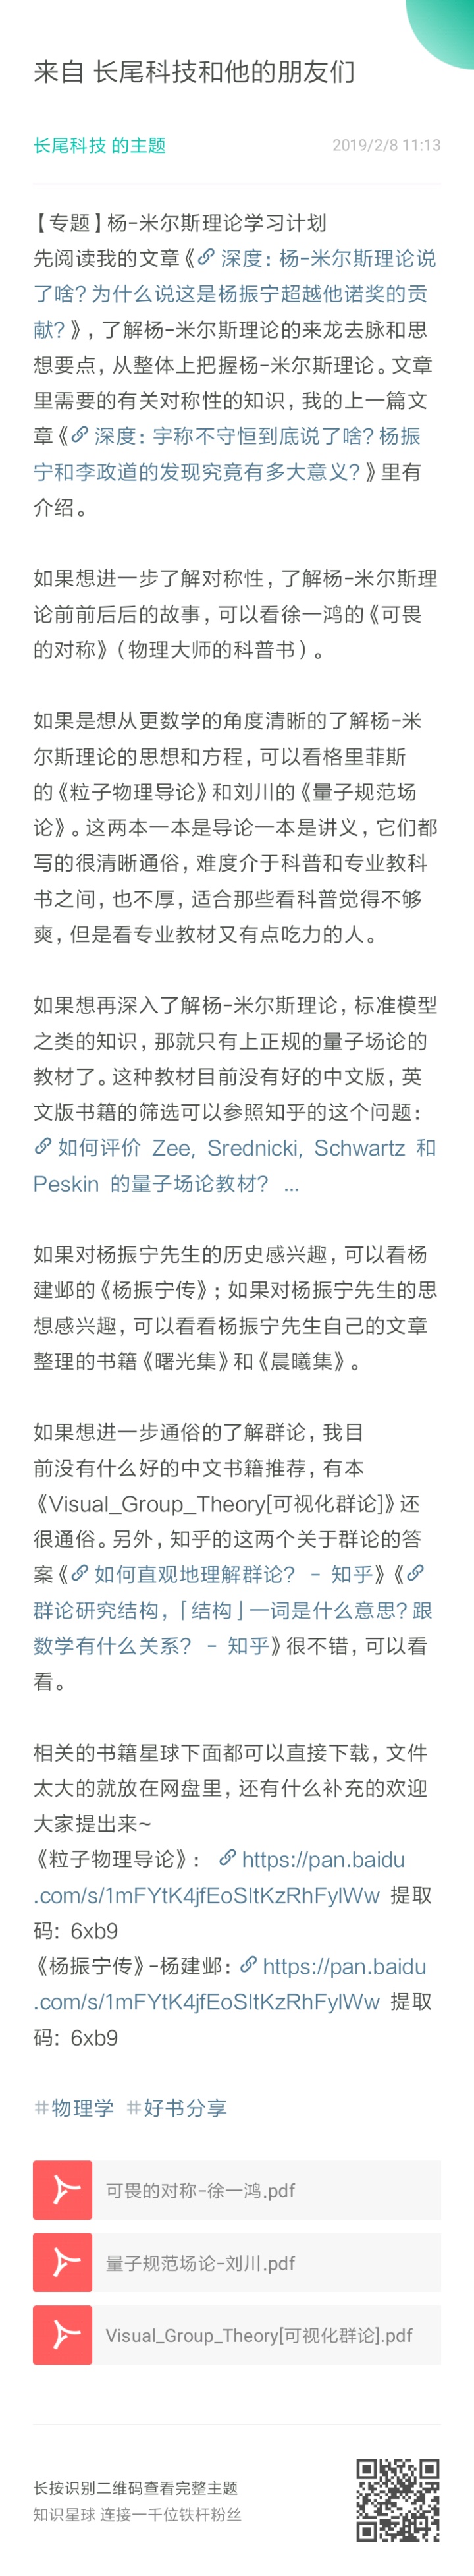 来自 长尾科技和他的朋友们
长尾科技 的主题
2019/2/8 11:13
【专题】杨-米尔斯理论学习计划
先阅读我的文章《深度：杨-米尔斯理论说
了啥？为什么说这是杨振宁超越他诺奖的贡
献？》，了解杨-米尔斯理论的来龙去脉和思
想要点，从整体上把握杨-米尔斯理论。文章
里需要的有关对称性的知识，我的上一篇文
章《深度：宇称不守恒到底说了啥？杨振
宁和李政道的发现究竟有多大意义？》里有
介绍。
如果想进一步了解对称性，了解杨-米尔斯理
论前前后后的故事，可以看徐一鸿的《可畏
的对称》（物理大师的科普书）。
如果是想从更数学的角度清晰的了解杨-米
尔斯理论的思想和方程，可以看格里菲斯
的《粒子物理导论》和刘川的《量子规范场
论》。这两本一本是导论一本是讲义，它们都
写的很清晰通俗，难度介于科普和专业教科
书之间，也不厚，适合那些看科普觉得不够
爽，但是看专业教材又有点吃力的人。
如果想再深入了解杨-米尔斯理论，标准模型
之类的知识，那就只有上正规的量子场论的
教材了。这种教材目前没有好的中文版，英
文版书籍的筛选可以参照知乎的这个问题：
如何评价 Zee, Srednicki, Schwartz 和
Peskin 的量子场论教材？ ...
如果对杨振宁先生的历史感兴趣，可以看杨
建邺的《杨振宁传》；如果对杨振宁先生的思
想感兴趣，可以看看杨振宁先生自己的文章
整理的书籍《曙光集》和《晨曦集》。
如果想进一步通俗的了解群论，我目
前没有什么好的中文书籍推荐，有本
《Visual_Group_Theory[可视化群论]》还
很通俗。另外，知乎的这两个关于群论的答
案《如何直观地理解群论？ - 知乎》《
群论研究结构，「结构」一词是什么意思？跟
数学有什么关系？ - 知乎》很不错，可以看
看。
相关的书籍星球下面都可以直接下载，文件
太大的就放在网盘里，还有什么补充的欢迎
大家提出来~
《粒子物理导论》： https://pan.baidu
.com/s/1mFYtK4jfEoSItKzRhFylWw 提取
码: 6xb9
《杨振宁传》-杨建邺：https://pan.baidu
.com/s/1mFYtK4jfEoSItKzRhFylWw 提取
码: 6xb9
#物理学 #好书分享
可畏的对称-徐一鸿.pdf
量子规范场论-刘川.pdf
Visual_Group_Theory[可视化群论].pdf
长按识别二维码查看完整主题
知识星球 连接一千位铁杆粉丝